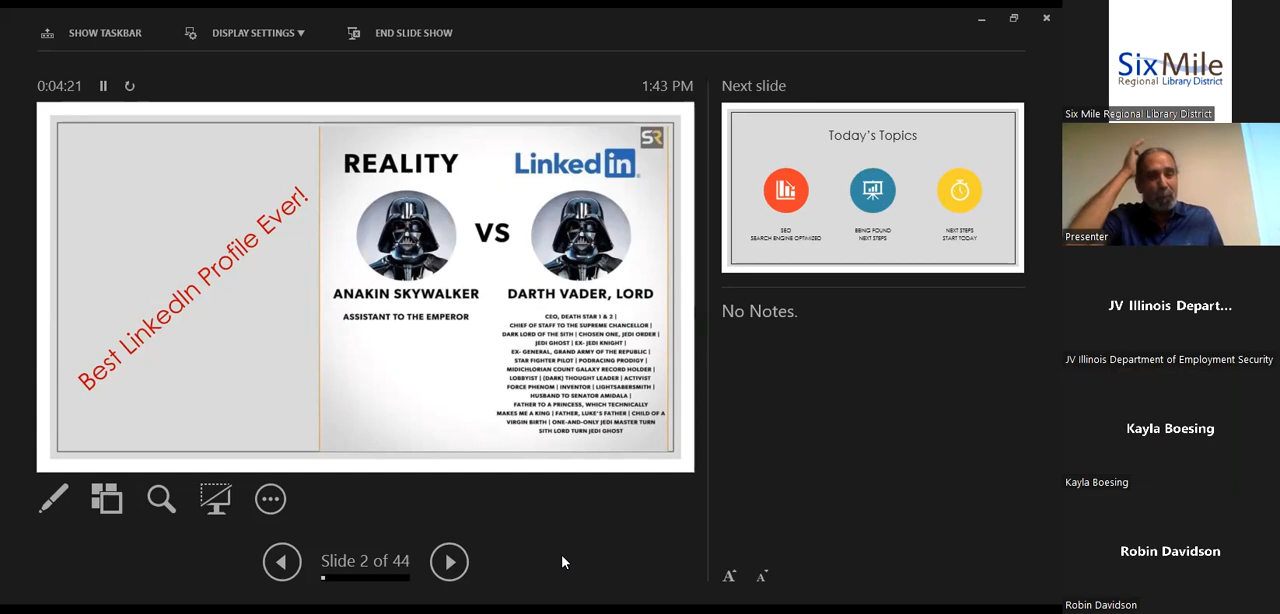 SHOW TASKBAR
DISPLAY SETTINGS ▼
END SLIDE SHOW
0:04:21
1:43 PM
Next slide
Best LinkedIn Profile Ever!
SR
REALITY
LinkedIn
VS
ANAKIN SKYWALKER
ASSISTANT TO THE EMPEROR
DARTH VADER, LORD
CEO, DEATH STAR 1 & 2 |
CHIEF OF STAFF TO THE SUPREME CHANCELLOR |
DARK LORD OF THE SITH | CHOSEN ONE, JEDI ORDER |
JEDI GHOST | EX- JEDI KNIGHT |
EX- GENERAL, GRAND ARMY OF THE REPUBLIC |
STAR FIGHTER PILOT | PODRACING PRODIGY |
MIDICHLORIAN COUNT GALAXY RECORD HOLDER |
LOBBYIST | (DARK) THOUGHT LEADER | ACTIVIST
FORCE PHENOM | INVENTOR | LIGHTSABERSMITH |
HUSBAND TO SENATOR AMIDALA |
FATHER TO A PRINCESS, WHICH TECHNICALLY
MAKES ME A KING | FATHER, LUKE'S FATHER | CHILD OF A
VIRGIN BIRTH | ONE-AND-ONLY JEDI MASTER TURN
SITH LORD TURN JEDI GHOST
Today's Topics
SEO
SEARCH ENGINE OPTIMIZED
BEING FOUND
NEXT STEPS
NEXT STEPS
START TODAY
No Notes.
Slide 2 of 44
A A
SixMile
Regional Library District
Six Mile Regional Library District
Presenter
JV Illinois Depart...
JV Illinois Department of Employment Security
Kayla Boesing
Kayla Boesing
Robin Davidson
Robin Davidson